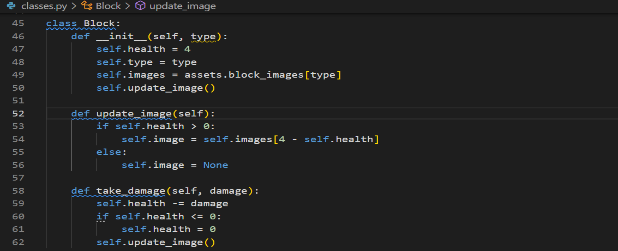 classes.py > Block > update_image
45 class Block:
46     def __init__(self, type):
47         self.health = 4
48         self.type = type
49         self.images = assets.block_images[type]
50         self.update_image()
51
52     def update_image(self):
53         if self.health > 0:
54             self.image = self.images[4 - self.health]
55         else:
56             self.image = None
57
58     def take_damage(self, damage):
59         self.health -= damage
60         if self.health <= 0:
61             self.health = 0
62         self.update_image()